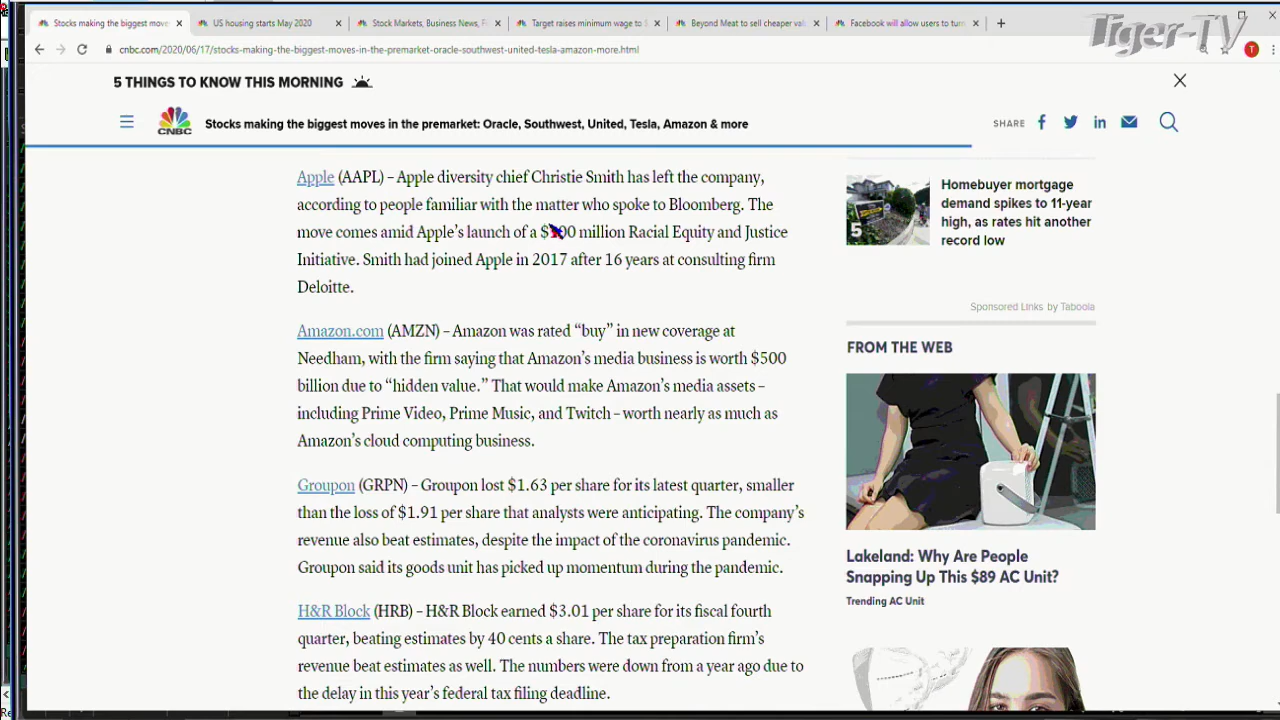 Stocks making the biggest move
US housing starts May 2020
Stock Markets, Business News, F
Target raises minimum wage to $
Beyond Meat to sell cheaper val
Facebook will allow users to turn
Tiger-TV
cnbc.com/2020/06/17/stocks-making-the-biggest-moves-in-the-premarket-oracle-southwest-united-tesla-amazon-more.html
T
5 THINGS TO KNOW THIS MORNING
CNBC
Stocks making the biggest moves in the premarket: Oracle, Southwest, United, Tesla, Amazon & more
SHARE
Apple (AAPL) – Apple diversity chief Christie Smith has left the company,
according to people familiar with the matter who spoke to Bloomberg. The
move comes amid Apple's launch of a million Racial Equity and Justice
Initiative. Smith had joined Apple in 2017 after 16 years at consulting firm
Deloitte.
Amazon.com (AMZN) – Amazon was rated “buy” in new coverage at
Needham, with the firm saying that Amazon's media business is worth $500
billion due to “hidden value.” That would make Amazon's media assets –
including Prime Video, Prime Music, and Twitch – worth nearly as much as
Amazon's cloud computing business.
Groupon (GRPN) – Groupon lost $1.63 per share for its latest quarter, smaller
than the loss of $1.91 per share that analysts were anticipating. The company's
revenue also beat estimates, despite the impact of the coronavirus pandemic.
Groupon said its goods unit has picked up momentum during the pandemic.
H&R Block (HRB) – H&R Block earned $3.01 per share for its fiscal fourth
quarter, beating estimates by 40 cents a share. The tax preparation firm's
revenue beat estimates as well. The numbers were down from a year ago due to
the delay in this year's federal tax filing deadline.
5
Homebuyer mortgage
demand spikes to 11-year
high, as rates hit another
record low
Sponsored Links by Taboola
FROM THE WEB
Lakeland: Why Are People
Snapping Up This $89 AC Unit?
Trending AC Unit